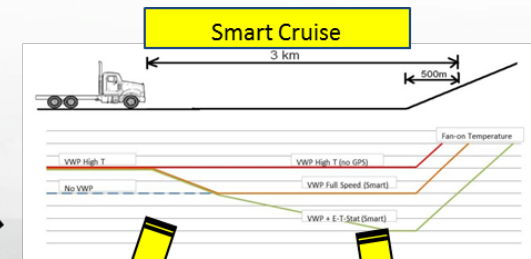 Smart Cruise
3 km
500m
Fan-on Temperature
VWP High T
VWP High T (no GPS)
No VWP
VWP Full Speed (Smart)
VWP + E-T-Stat (Smart)